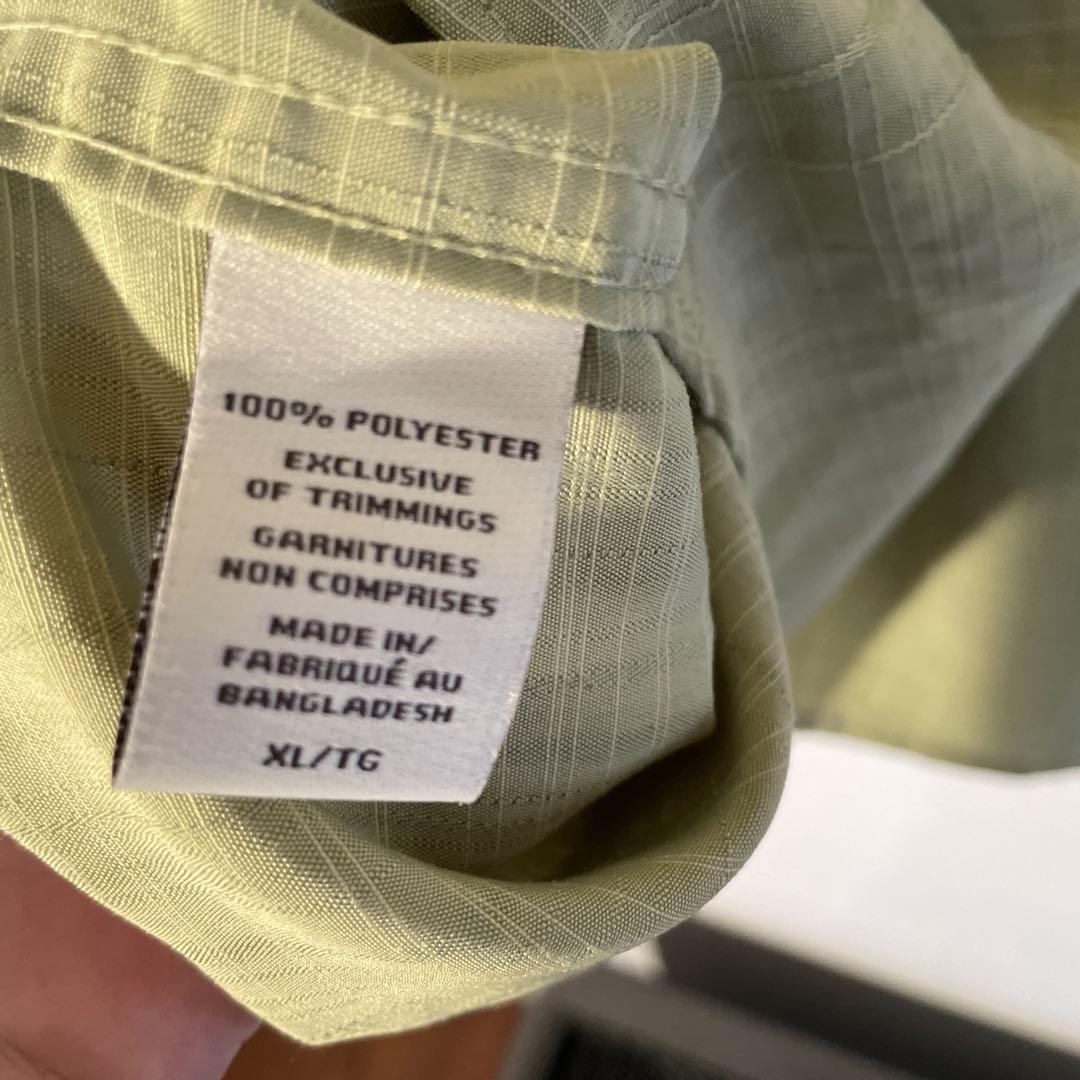 100% POLYESTER
EXCLUSIVE
OF TRIMMINGS
GARNITURES
NON COMPRISES
MADE IN/
FABRIQUÉ AU
BANGLADESH
XL/TG